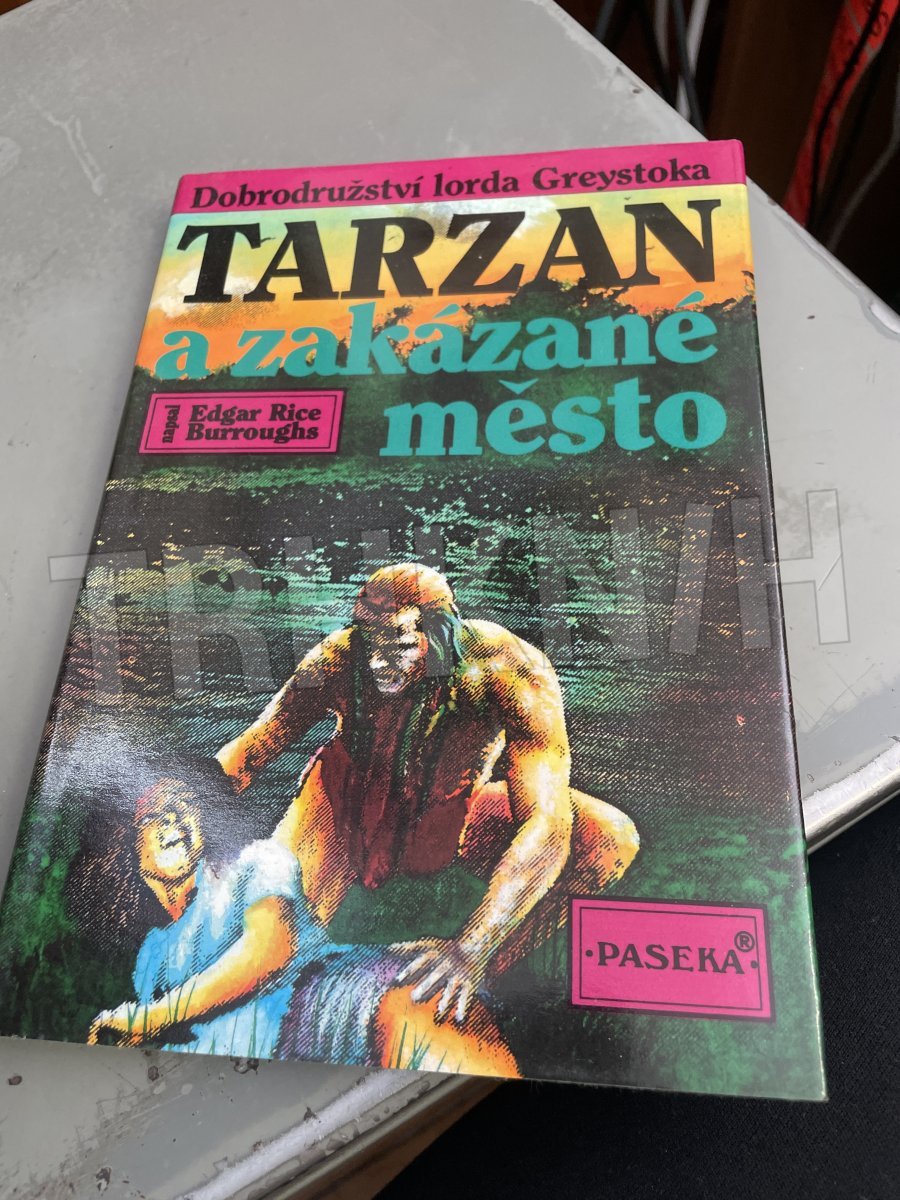 Dobrodružství lorda Greystoka
TARZAN
a zakázané
město
napsal
Edgar Rice
Burroughs
·PASEKA®·